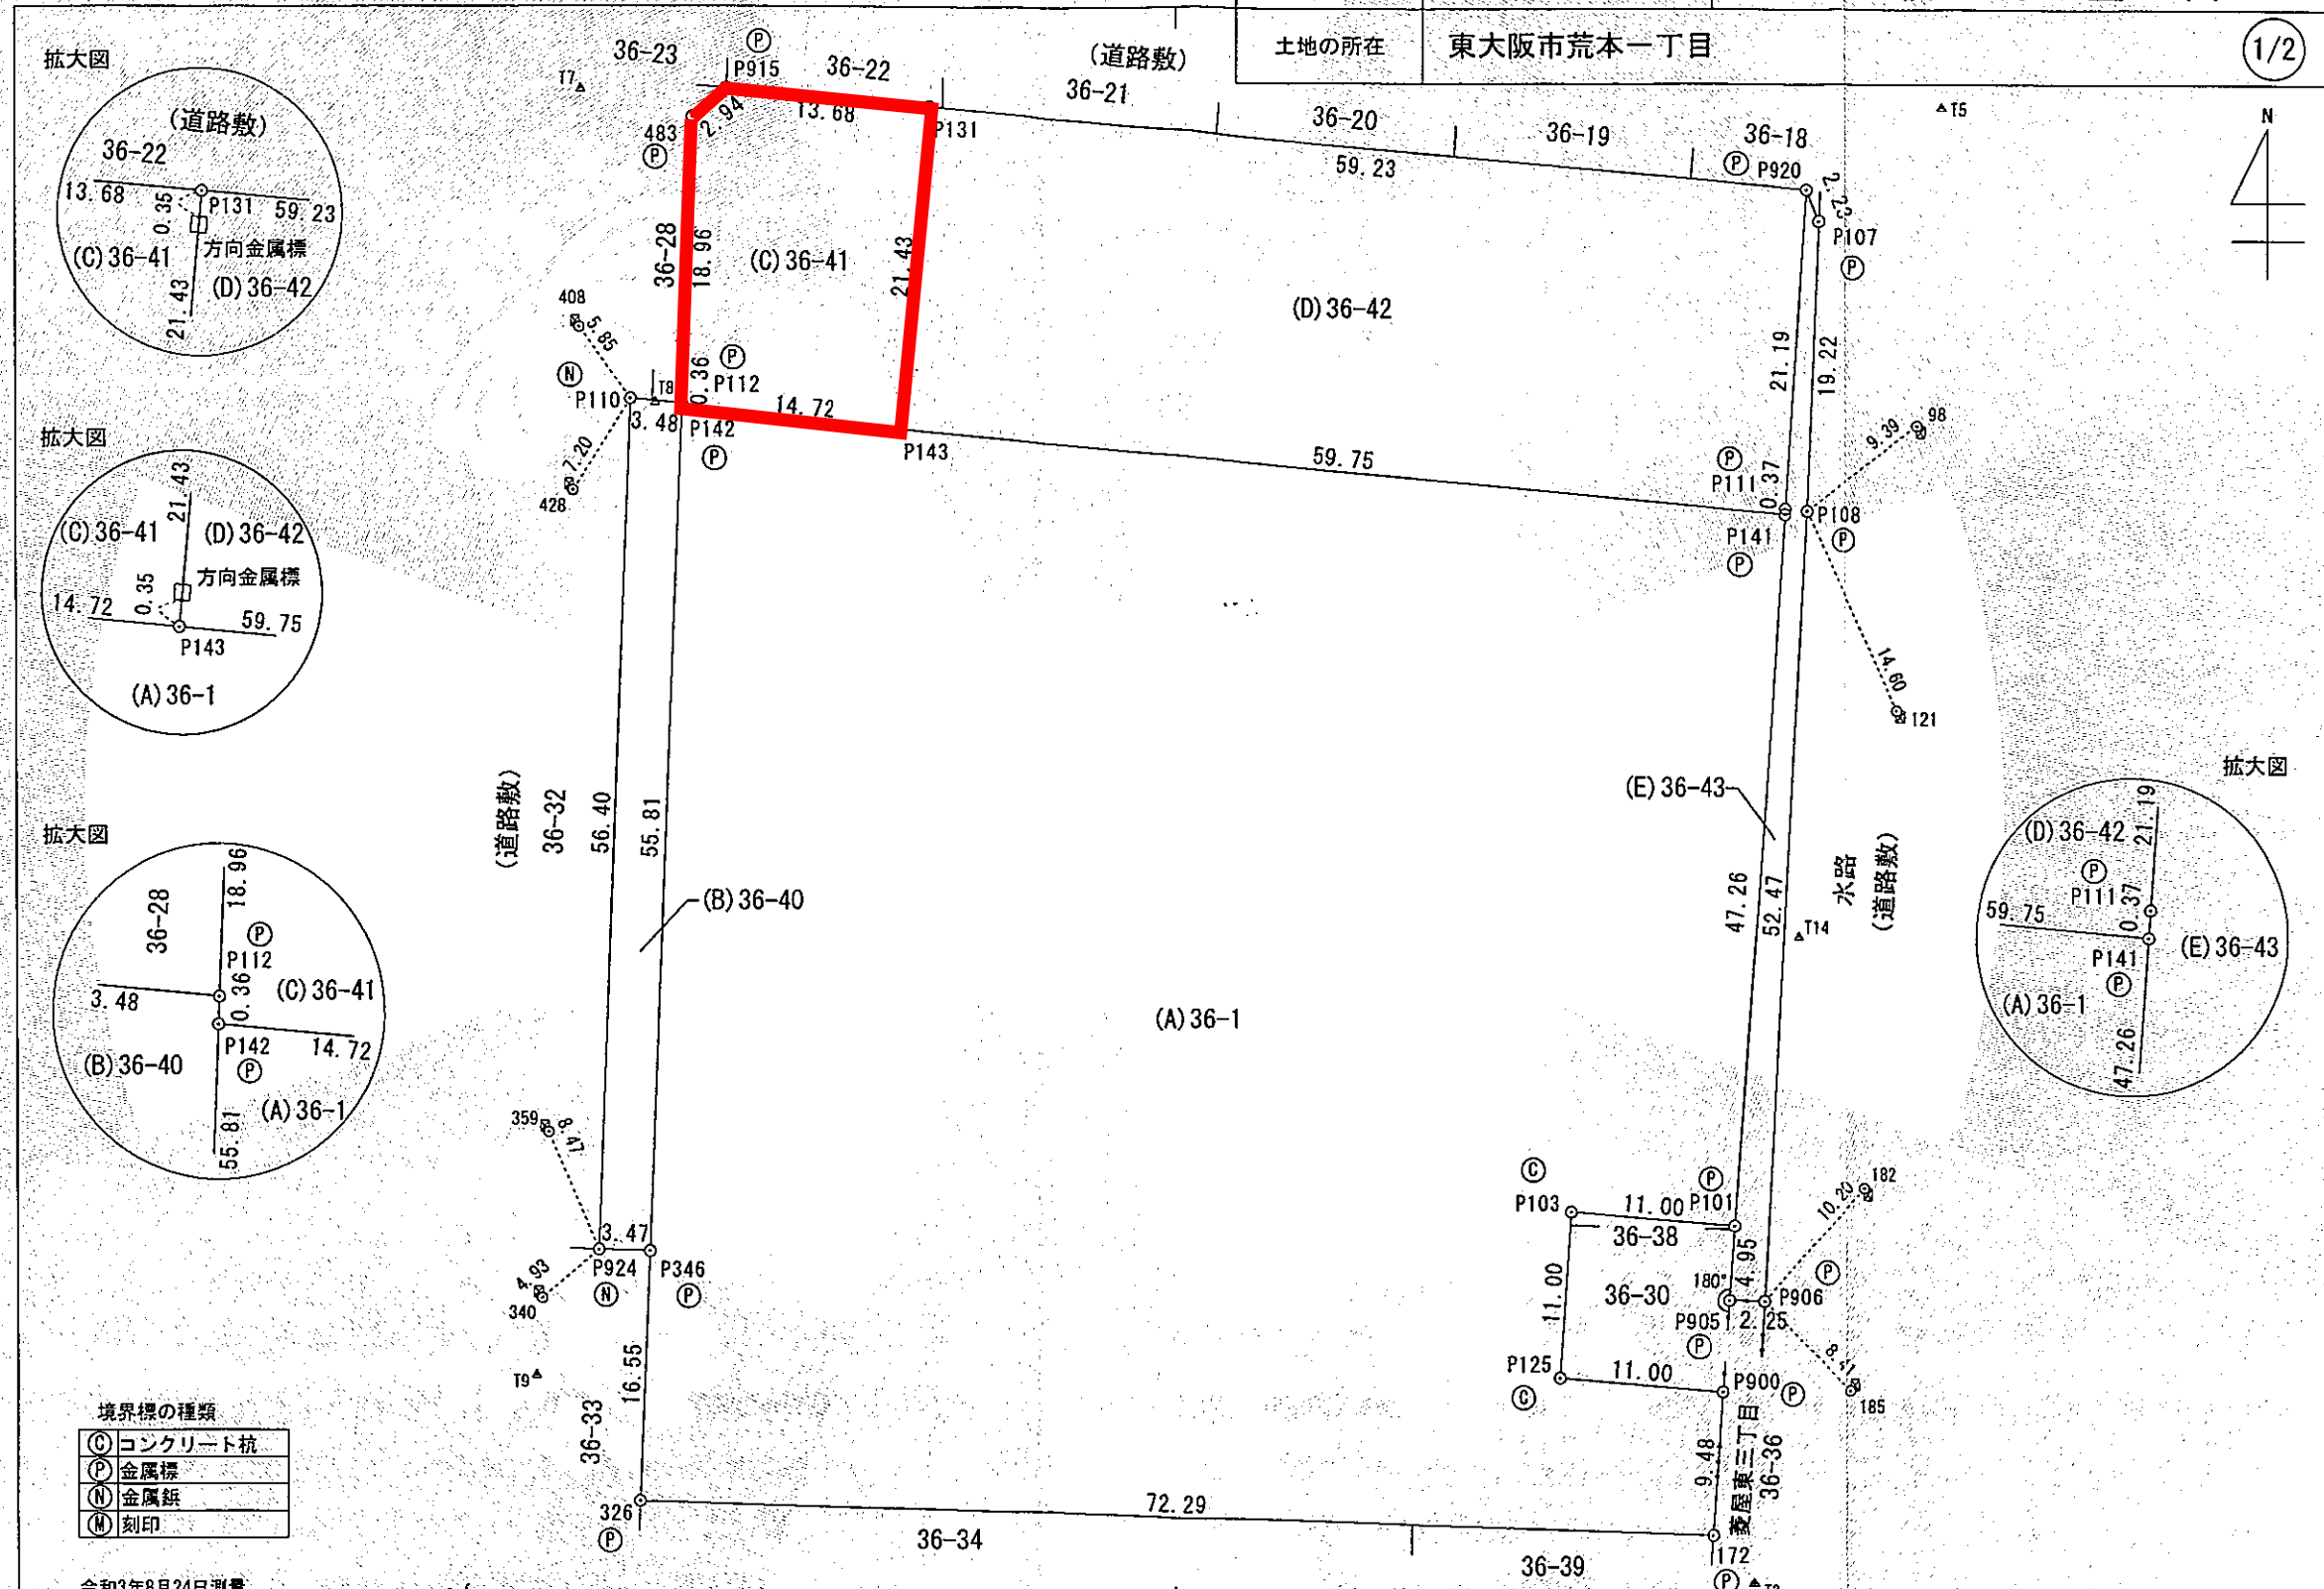 土地の所在
東大阪市荒本一丁目
1/2
拡大図
(道路敷)
36-22
13.68
P131
59.23
0.35
方向金属標
(C)36-41
(D)36-42
21.43
拡大図
21.43
(C)36-41
(D)36-42
方向金属標
0.35
14.72
59.75
P143
(A)36-1
拡大図
18.96
36-28
P
P112
0.36
(C)36-41
3.48
P142
14.72
(B)36-40
P
(A)36-1
55.81
境界標の種類
C コンクリート杭
P 金属標
N 金属鋲
M 刻印
令和3年8月24日測量
36-23
P
P915
36-22
(道路敷)
36-21
36-20
36-19
36-18
T7
T5
N
483
P
2.94
13.68
P131
59.23
P
P920
2.23
P107
P
36-28
18.96
(C)36-41
21.43
(D)36-42
21.19
19.22
408
5.85
N
P110
T8
0.36
P
P112
3.48
P142
P
14.72
P143
7.20
428
59.75
P
P111
0.37
P141
P
P108
P
9.39
98
14.60
121
(道路敷)
36-32
56.40
55.81
(B)36-40
(E)36-43
47.26
52.47
T14
水路
(道路敷)
(A)36-1
拡大図
(D)36-42
21.19
P
P111
0.37
59.75
P141
P
(E)36-43
(A)36-1
47.26
359
8.47
3.47
P924
N
P346
P
4.93
340
T9
16.55
36-33
326
P
72.29
36-34
36-39
C
P103
11.00
P
P101
36-38
4.95
180°
36-30
11.00
P905
P
2.25
P906
P
10.20
182
8.41
185
P125
C
11.00
P900
P
9.48
菱屋東三丁目
36-36
172
P